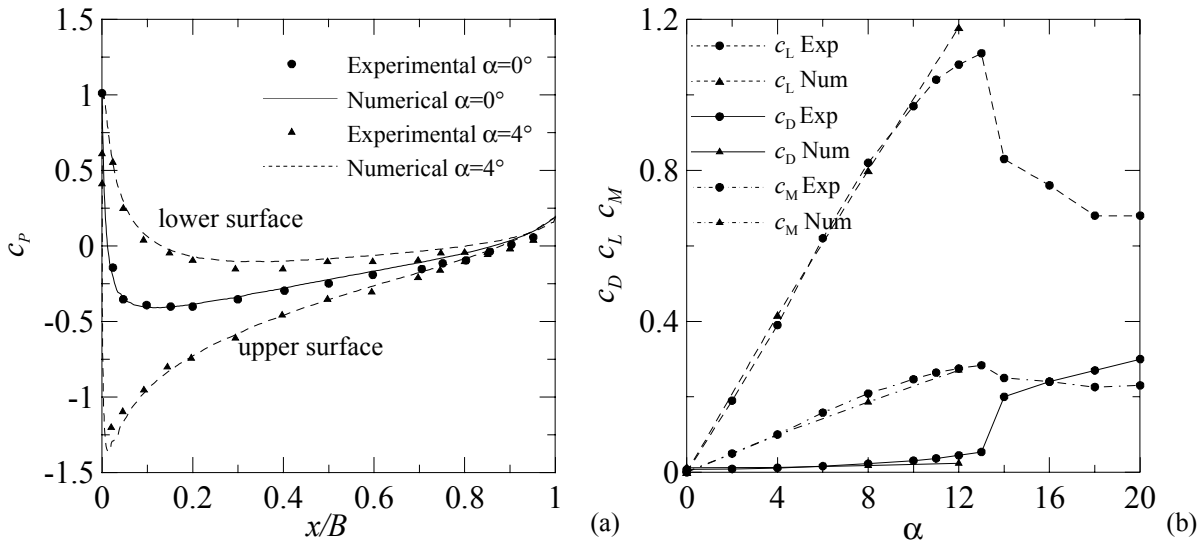 1.5
1
0.5
0
-0.5
-1
-1.5
c_P
0
0.2
0.4
0.6
0.8
1
x/B
Experimental α=0°
Numerical α=0°
Experimental α=4°
Numerical α=4°
lower surface
upper surface
(a)
1.2
0.8
0.4
0
c_D c_L c_M
0
4
8
12
16
20
α
c_L Exp
c_L Num
c_D Exp
c_D Num
c_M Exp
c_M Num
(b)